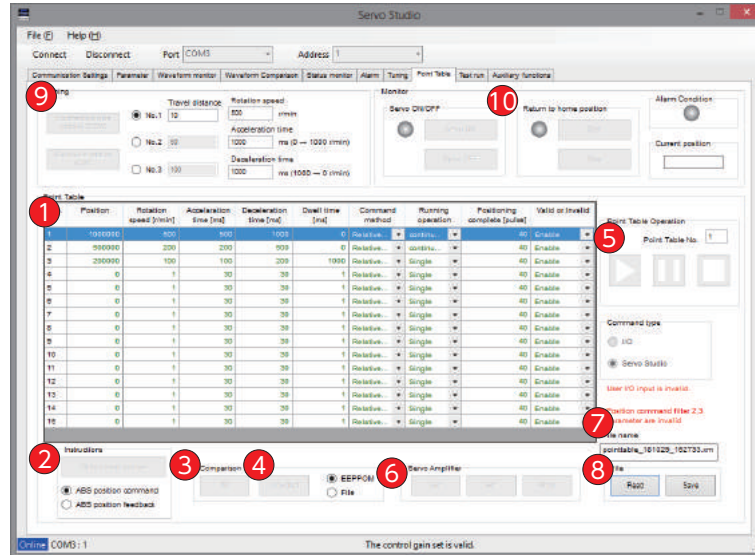 Servo Studio
File (F) Help (H)
Connect Disconnect Port COM3 Address 1
Communication Settings Parameter Waveform monitor Waveform Comparison Status monitor Alarm Tuning Point Table Test run Auxiliary functions
9
Travel distance Rotation speed
No.1 10 500 r/min
Acceleration time
No.2 50 1000 ms (0 → 1000 r/min)
Deceleration time
No.3 100 1000 ms (1000 → 0 r/min)
Monitor
Servo ON/OFF
10
Return to home position
Alarm Condition
Current position
Point Table
1
Position Rotation speed [r/min] Acceleration time [ms] Deceleration time [ms] Dwell time [ms] Command method Running operation Positioning complete [pulse] Valid or Invalid
1 1000000 500 500 1000 0 Relative... continu... 40 Enable
2 500000 200 200 500 0 Relative... continu... 40 Enable
3 200000 100 100 200 1000 Relative... Single 40 Enable
4 0 1 30 30 1 Relative... Single 40 Enable
5 0 1 30 30 1 Relative... Single 40 Enable
6 0 1 30 30 1 Relative... Single 40 Enable
7 0 1 30 30 1 Relative... Single 40 Enable
8 0 1 30 30 1 Relative... Single 40 Enable
9 0 1 30 30 1 Relative... Single 40 Enable
10 0 1 30 30 1 Relative... Single 40 Enable
11 0 1 30 30 1 Relative... Single 40 Enable
12 0 1 30 30 1 Relative... Single 40 Enable
13 0 1 30 30 1 Relative... Single 40 Enable
14 0 1 30 30 1 Relative... Single 40 Enable
15 0 1 30 30 1 Relative... Single 40 Enable
Point Table Operation
5
Point Table No. 1
Command type
I/O
Servo Studio
User I/O input is invalid.
Position command filter 2,3
parameter are invalid
7
File name
pointtable_181029_182733.xm
2
Instructions
ABS position command
ABS position feedback
3
Comparison
4
EEPROM
File
6
Servo Amplifier
8
File
Read Save
Online COM3 : 1 The control gain set is valid.